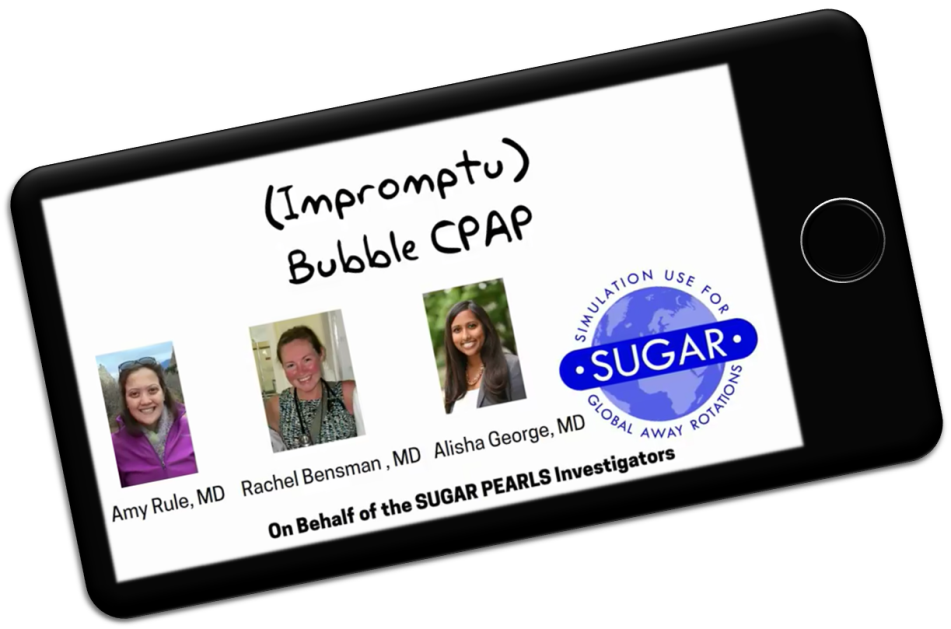 (Impromptu)
Bubble CPAP
SIMULATION USE FOR
SUGAR
GLOBAL AWAY ROTATIONS
Amy Rule, MD
Rachel Bensman , MD
Alisha George, MD
On Behalf of the SUGAR PEARLS Investigators